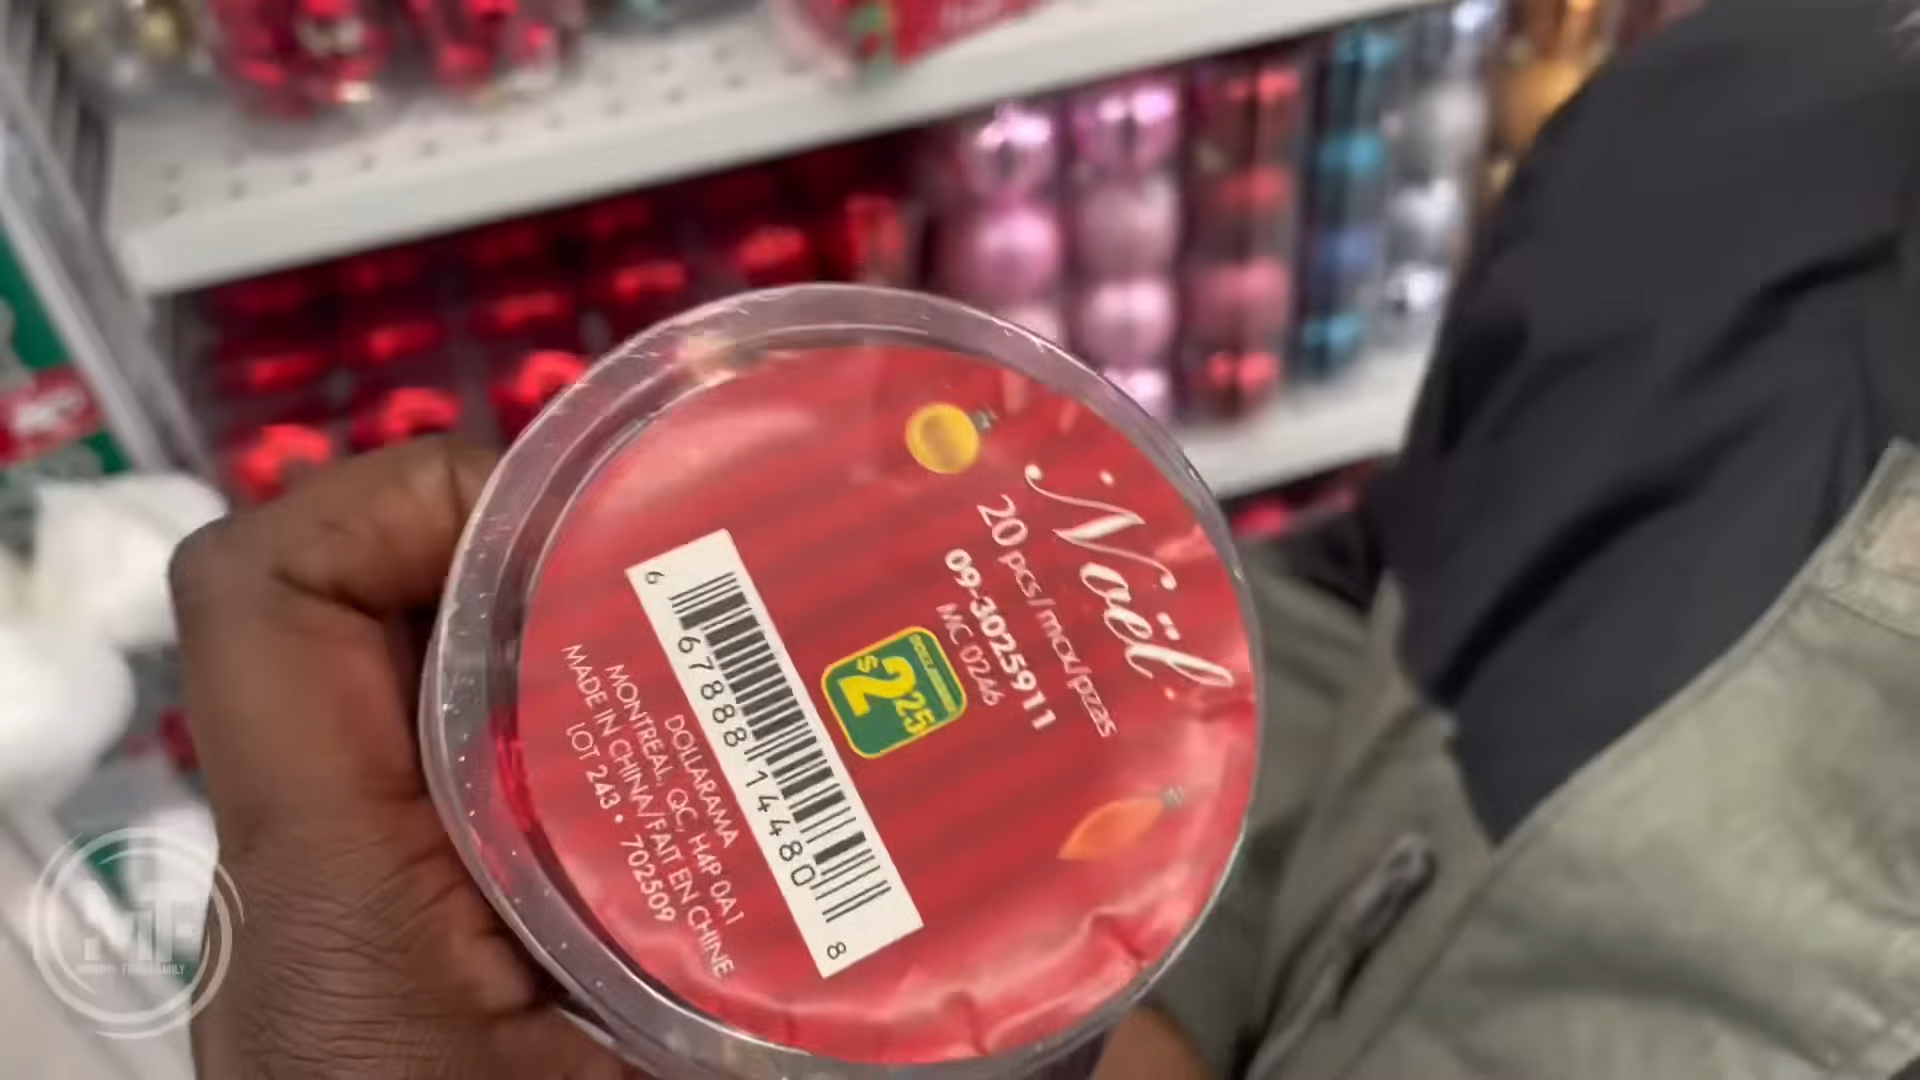 Noël
20 pcs/mcx/pzas
09-3025911
MC 0246
$2.25
6 67888 14480 8
DOLLARAMA
MONTREAL, QC, H4P 0A1
MADE IN CHINA/FAIT EN CHINE
LOT 243 • 702509